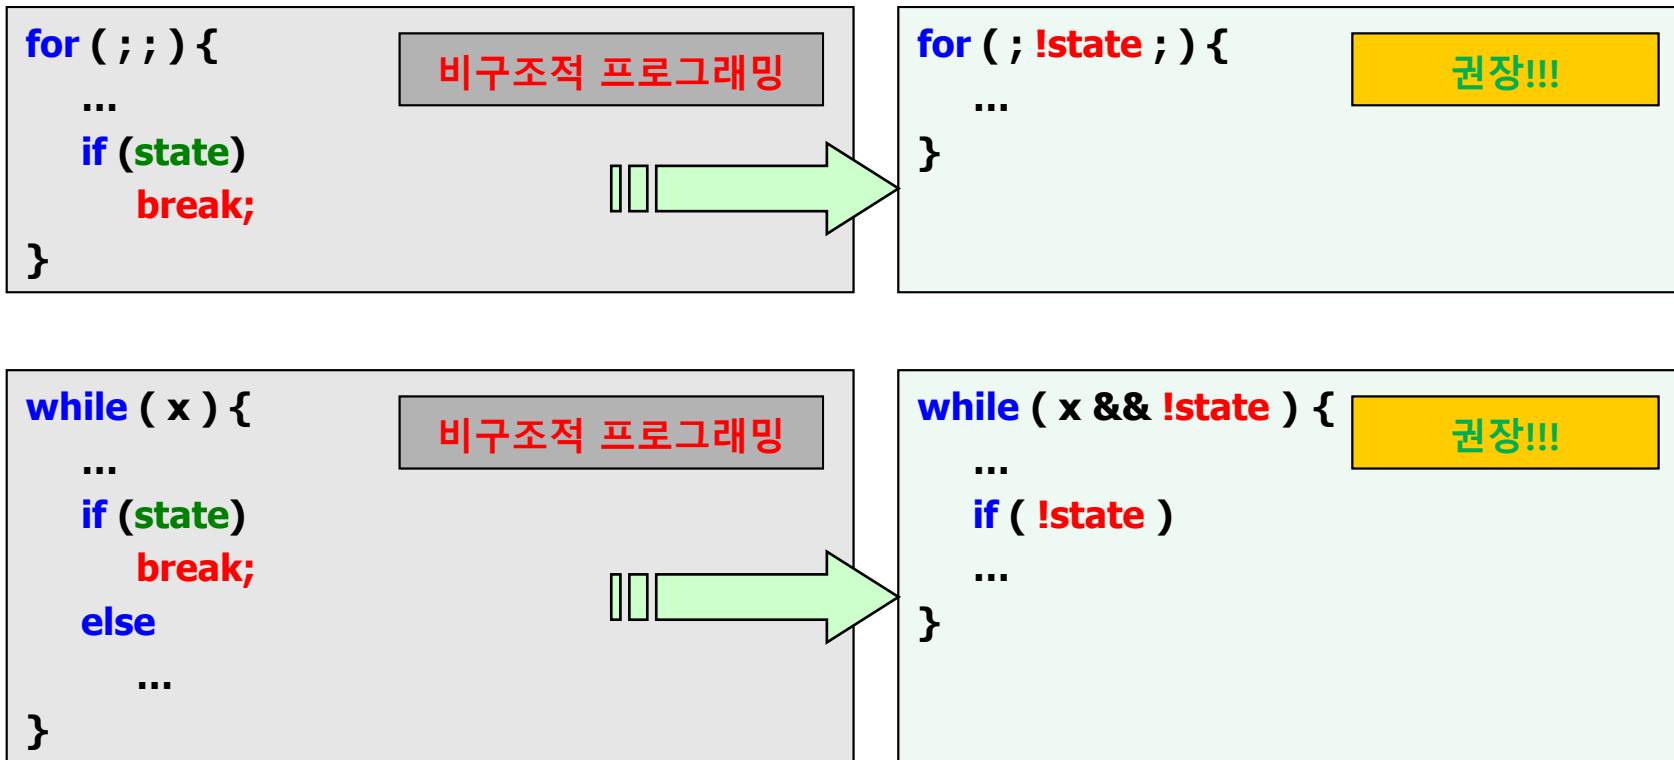 for ( ; ; ) {
비구조적 프로그래밍
...
if (state)
break;
}
for ( ; !state ; ) {
권장!!!
...
}
while ( x ) {
비구조적 프로그래밍
...
if (state)
break;
else
...
}
while ( x && !state ) {
권장!!!
...
if ( !state )
...
}